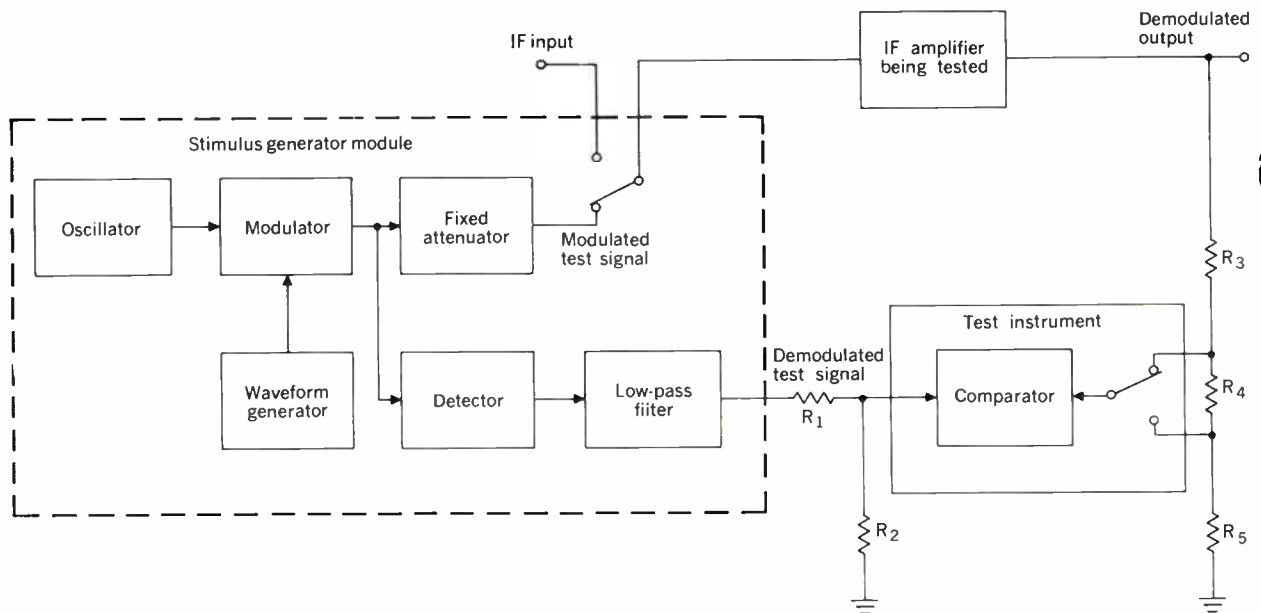 Demodulated
output
IF input
IF amplifier
being tested
Stimulus generator module
Oscillator
Modulator
Fixed
attenuator
Modulated
test signal
R3
Test instrument
Demodulated
test signal
Waveform
generator
Detector
Low-pass
fiiter
R1
Comparator
R4
R2
R5